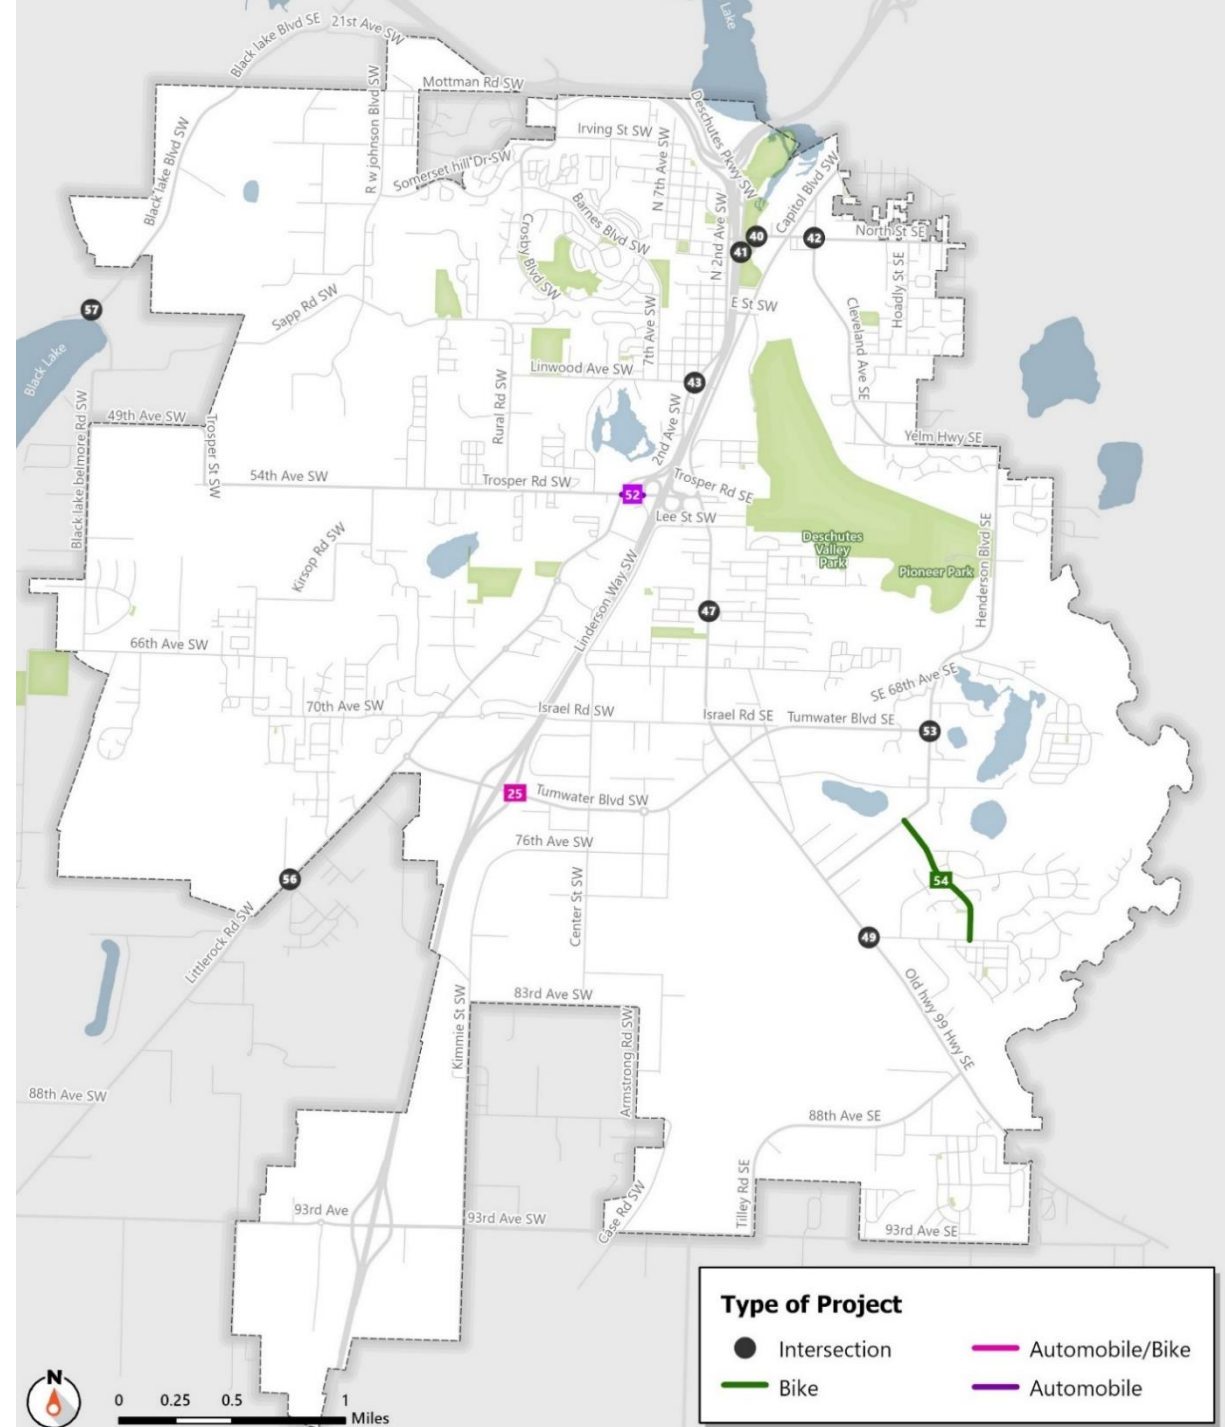 Lake
Black lake Blvd SE
21st Ave SW
Mottman Rd SW
R w johnson Blvd SW
Black lake Blvd SW
Somerset hill Dr SW
Irving St SW
Deschutes Pkwy SW
N 7th Ave SW
Barnes Blvd SW
Crosby Blvd SW
N 2nd Ave SW
Capitol Blvd SW
40
41
42
North St SE
Hoadly St SE
Cleveland Ave SE
E St SW
57
Sapp Rd SW
7th Ave SW
Black Lake
Linwood Ave SW
43
Rural Rd SW
49th Ave SW
Black lake belmore Rd SW
Trosper St SW
2nd Ave SW
Yelm Hwy SE
54th Ave SW
Trosper Rd SW
52
Trosper Rd SE
Lee St SW
Kirsop Rd SW
Linderson Way SW
Deschutes
Valley
Park
Pioneer Park
Henderson Blvd SE
47
66th Ave SW
SE 68th Ave SE
70th Ave SW
Israel Rd SW
Israel Rd SE
Tumwater Blvd SE
53
25
Tumwater Blvd SW
76th Ave SW
56
54
Center St SW
Littlerock Rd SW
49
Old hwy 99 Hwy SE
83rd Ave SW
Kimmie St SW
Armstrong Rd SW
88th Ave SW
88th Ave SE
Tilley Rd SE
93rd Ave
93rd Ave SW
Case Rd SW
93rd Ave SE
Type of Project
Intersection
Automobile/Bike
Bike
Automobile
N
0 0.25 0.5 1
Miles